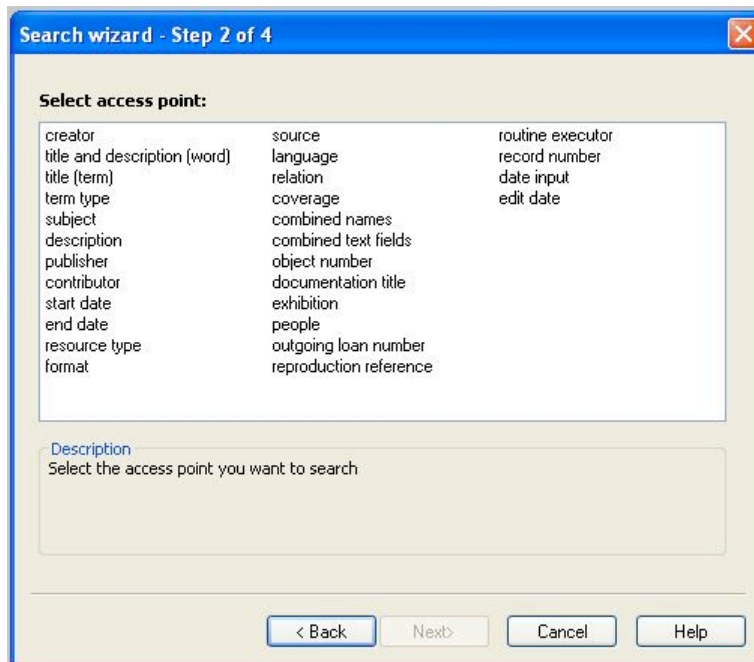 Search wizard - Step 2 of 4
Select access point:
creator
title and description (word)
title (term)
term type
subject
description
publisher
contributor
start date
end date
resource type
format
source
language
relation
coverage
combined names
combined text fields
object number
documentation title
exhibition
people
outgoing loan number
reproduction reference
routine executor
record number
date input
edit date
Description
Select the access point you want to search
< Back
Next>
Cancel
Help